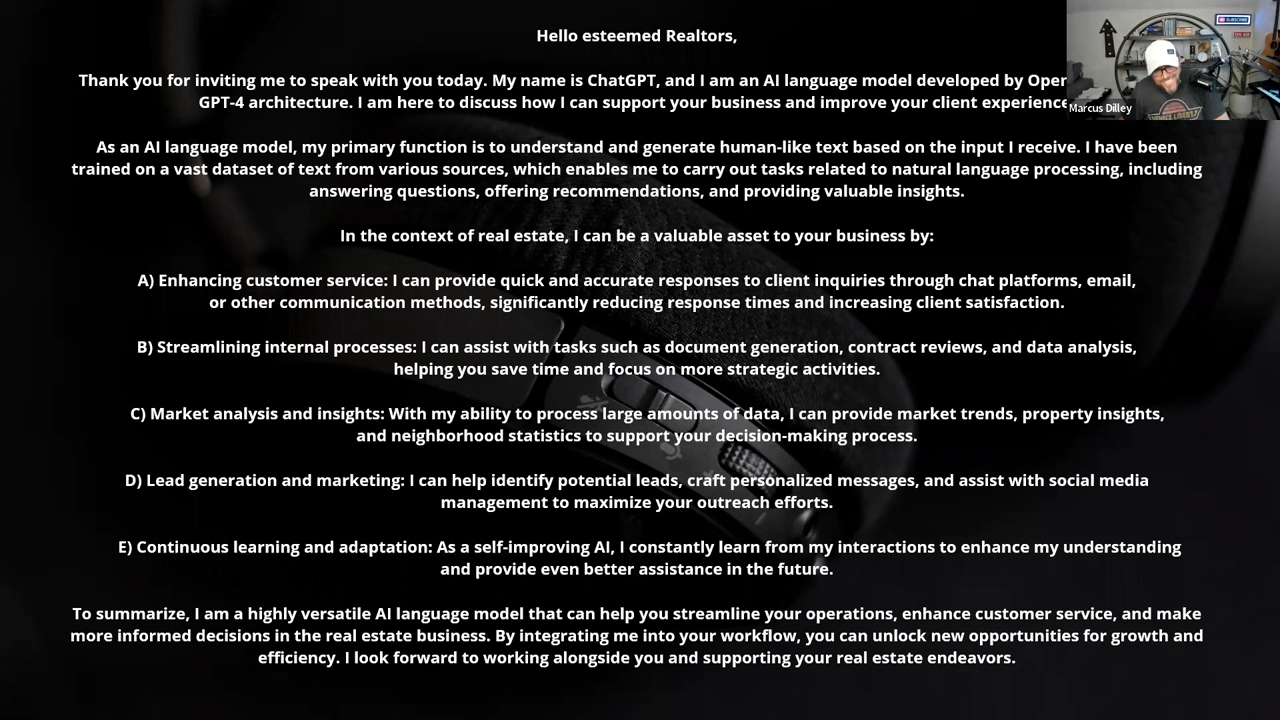 Hello esteemed Realtors,
Thank you for inviting me to speak with you today. My name is ChatGPT, and I am an AI language model developed by Open
GPT-4 architecture. I am here to discuss how I can support your business and improve your client experience
Marcus Dilley
As an AI language model, my primary function is to understand and generate human-like text based on the input I receive. I have been
trained on a vast dataset of text from various sources, which enables me to carry out tasks related to natural language processing, including
answering questions, offering recommendations, and providing valuable insights.
In the context of real estate, I can be a valuable asset to your business by:
A) Enhancing customer service: I can provide quick and accurate responses to client inquiries through chat platforms, email,
or other communication methods, significantly reducing response times and increasing client satisfaction.
B) Streamlining internal processes: I can assist with tasks such as document generation, contract reviews, and data analysis,
helping you save time and focus on more strategic activities.
C) Market analysis and insights: With my ability to process large amounts of data, I can provide market trends, property insights,
and neighborhood statistics to support your decision-making process.
D) Lead generation and marketing: I can help identify potential leads, craft personalized messages, and assist with social media
management to maximize your outreach efforts.
E) Continuous learning and adaptation: As a self-improving AI, I constantly learn from my interactions to enhance my understanding
and provide even better assistance in the future.
To summarize, I am a highly versatile AI language model that can help you streamline your operations, enhance customer service, and make
more informed decisions in the real estate business. By integrating me into your workflow, you can unlock new opportunities for growth and
efficiency. I look forward to working alongside you and supporting your real estate endeavors.